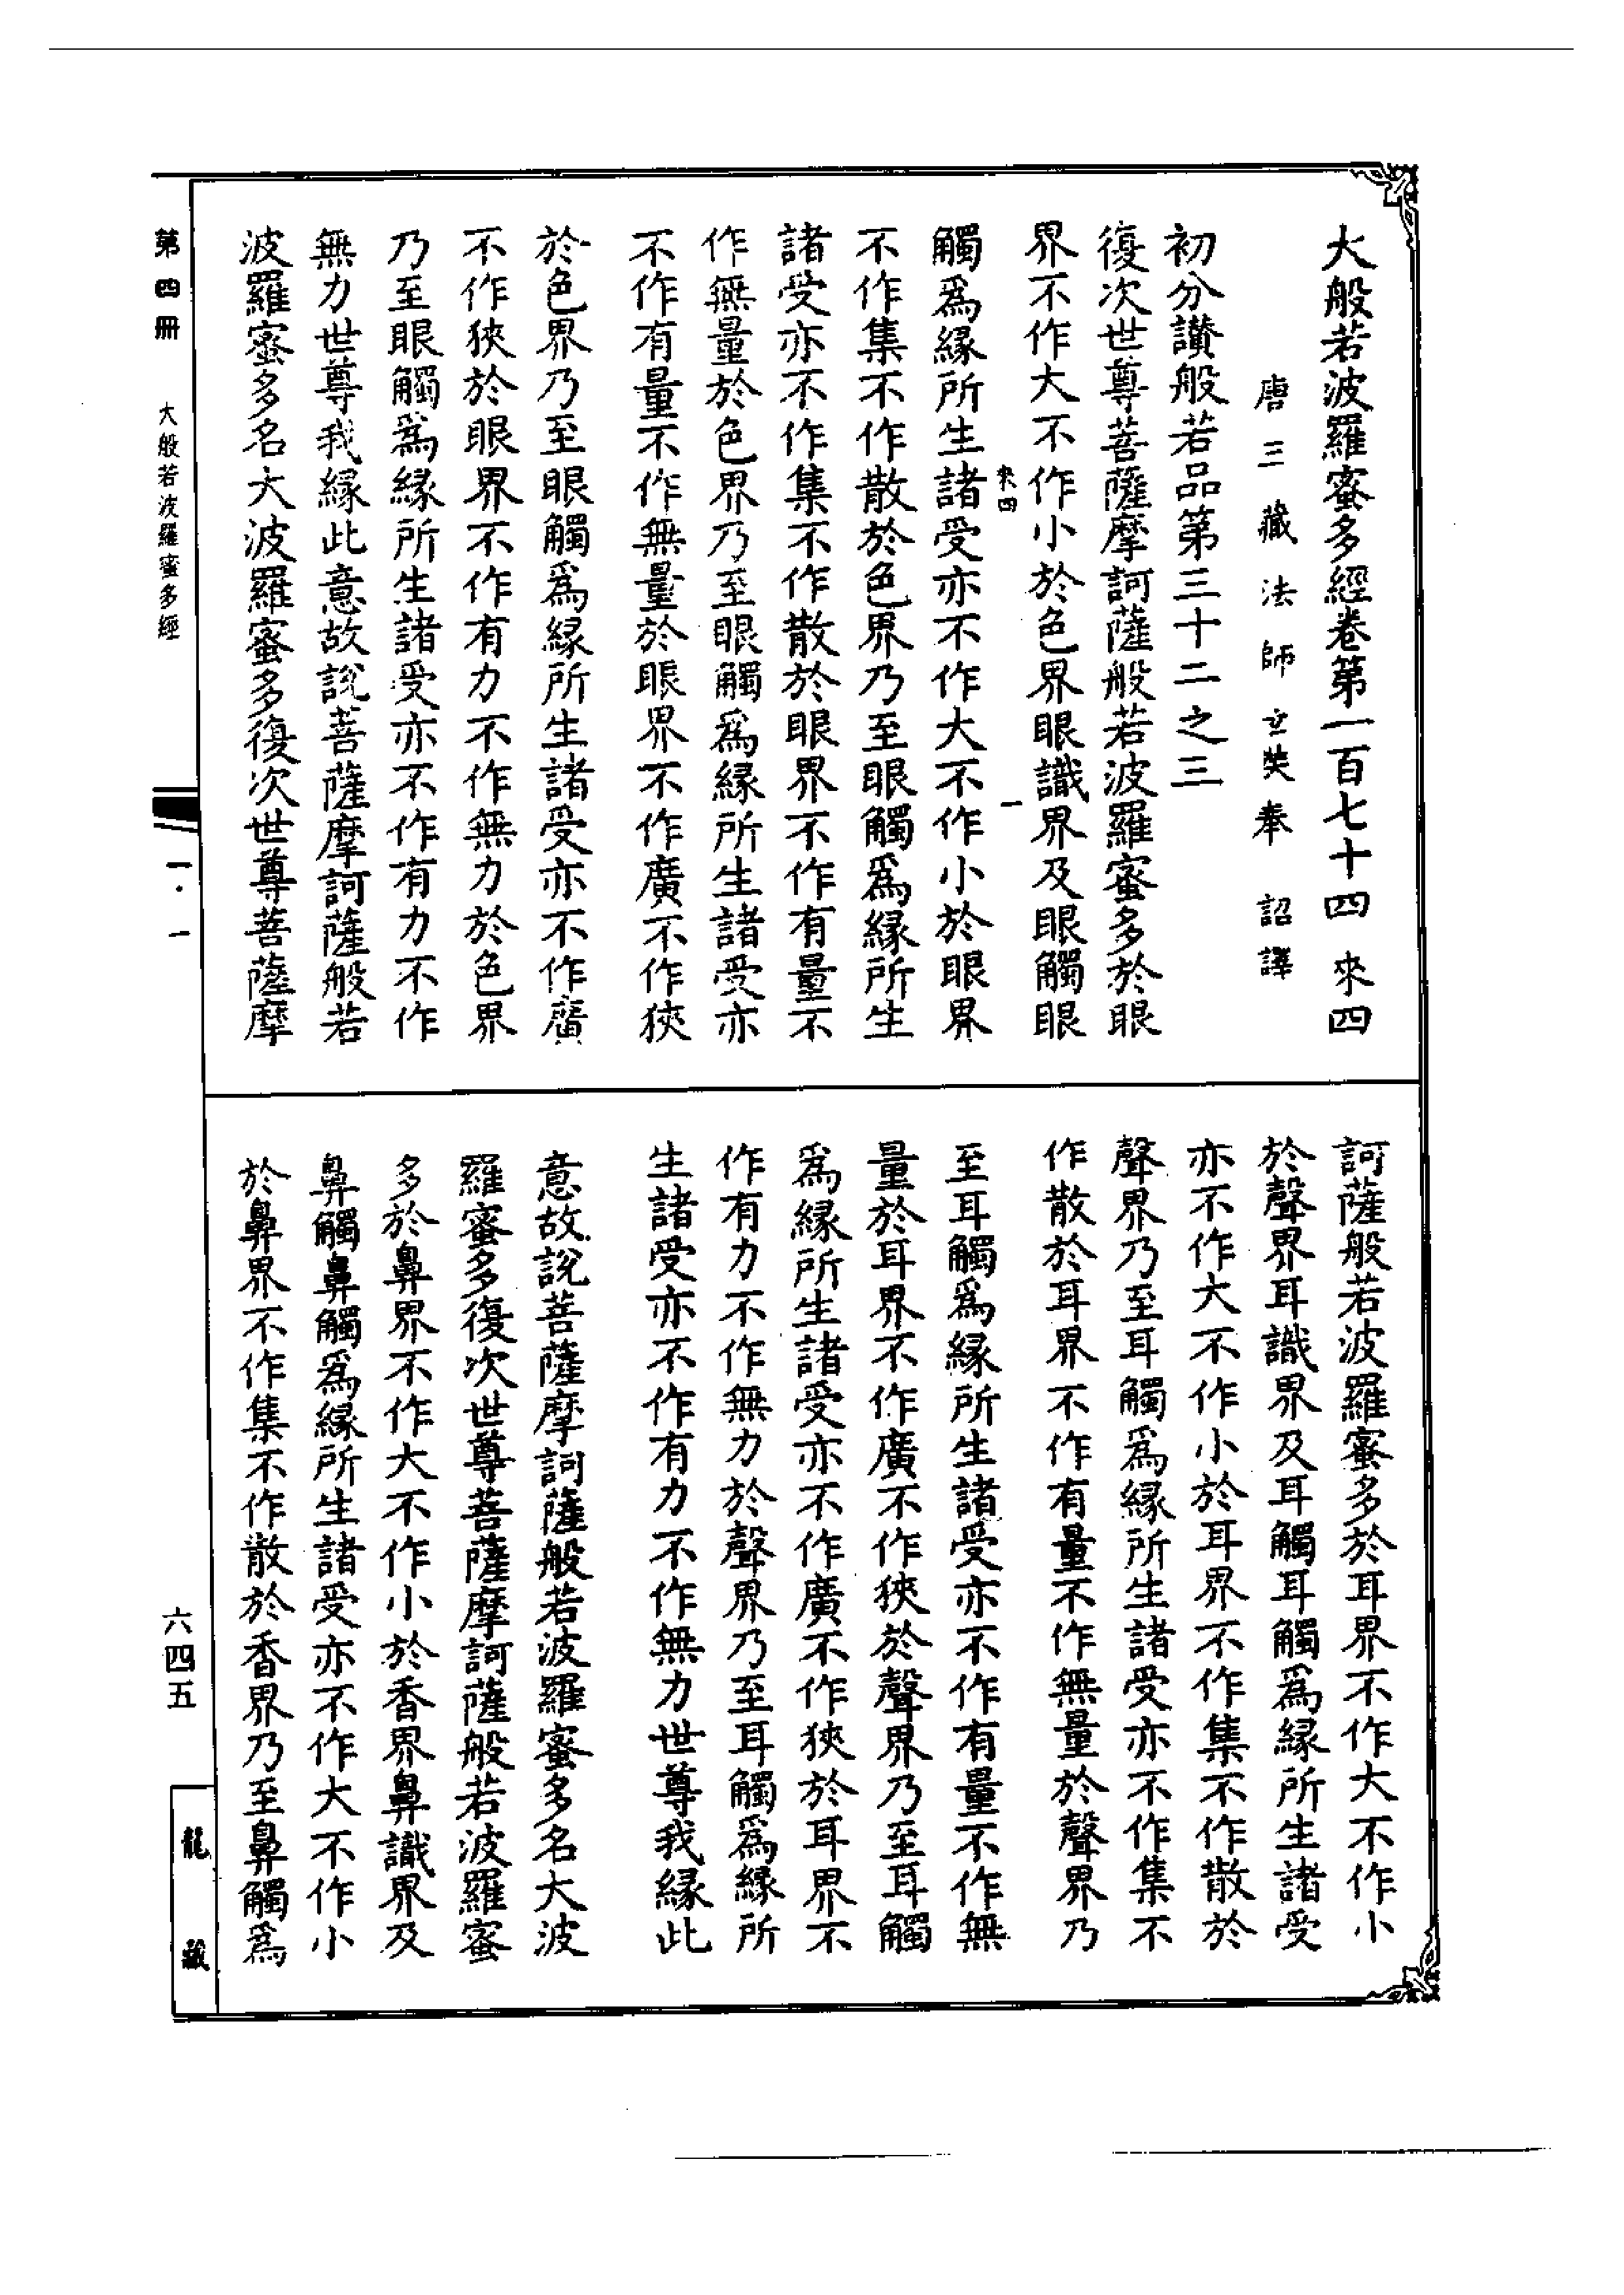 大般若波羅蜜多經卷第一百七十四 來四
唐三藏法師玄奘奉 詔譯
初分讚般若品第三十二之三
復次世尊菩薩摩訶薩般若波羅蜜多於眼
界不作大不作小於色界眼識界及眼觸眼
來四 一
觸爲緣所生諸受亦不作大不作小於眼界
不作集不作散於色界乃至眼觸爲緣所生
諸受亦不作集不作散於眼界不作有量不
作無量於色界乃至眼觸爲緣所生諸受亦
不作有量不作無量於眼界不作廣不作狹
於色界乃至眼觸爲緣所生諸受亦不作廣
不作狹於眼界不作有力不作無力於色界
乃至眼觸爲緣所生諸受亦不作有力不作
無力世尊我緣此意故說菩薩摩訶薩般若
波羅蜜多名大波羅蜜多復次世尊菩薩摩
訶薩般若波羅蜜多於耳界不作大不作小
於聲界耳識界及耳觸耳觸爲緣所生諸受
亦不作大不作小於耳界不作集不作散於
聲界乃至耳觸爲緣所生諸受亦不作集不
作散於耳界不作有量不作無量於聲界乃
至耳觸爲緣所生諸受亦不作有量不作無
量於耳界不作廣不作狹於聲界乃至耳觸
爲緣所生諸受亦不作廣不作狹於耳界不
作有力不作無力於聲界乃至耳觸爲緣所
生諸受亦不作有力不作無力世尊我緣此
意故說菩薩摩訶薩般若波羅蜜多名大波
羅蜜多復次世尊菩薩摩訶薩般若波羅蜜
多於鼻界不作大不作小於香界鼻識界及
鼻觸鼻觸爲緣所生諸受亦不作大不作小
於鼻界不作集不作散於香界乃至鼻觸爲
第四冊 大般若波羅蜜多經 一·一
六四五
龍藏